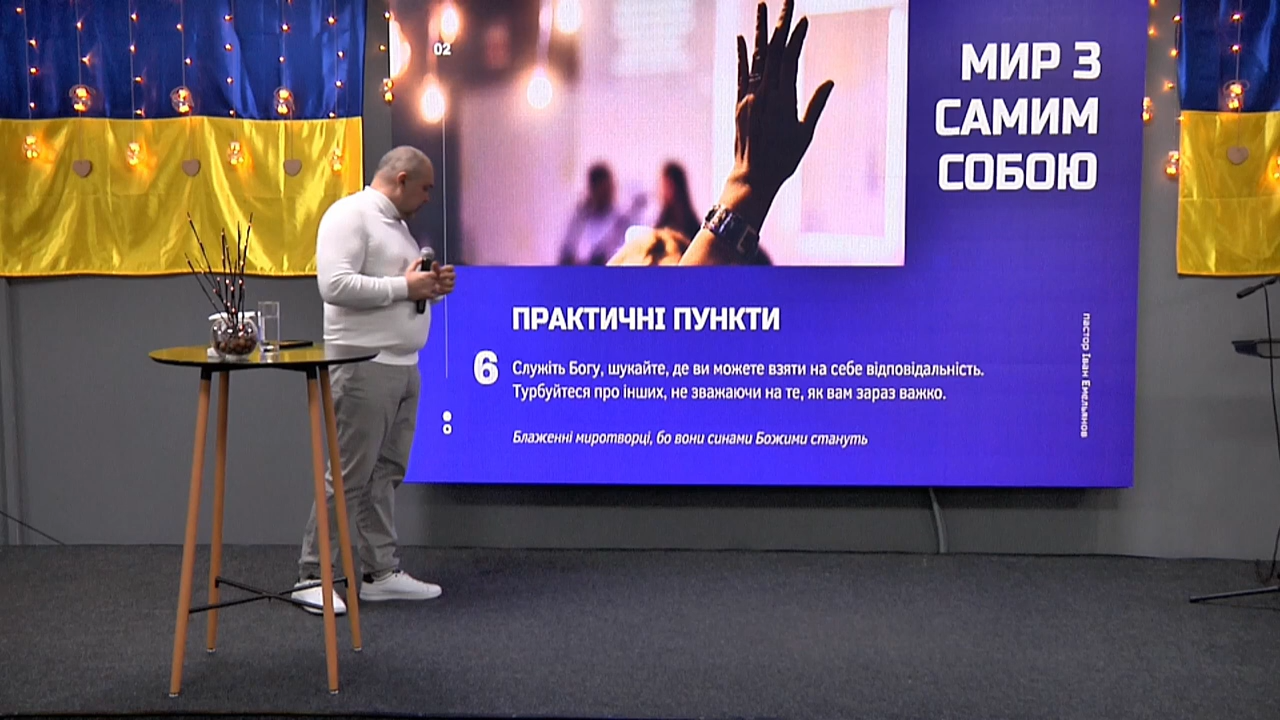 02
МИР З
САМИМ
СОБОЮ
ПРАКТИЧНІ ПУНКТИ
6
Служіть Богу, шукайте, де ви можете взяти на себе відповідальність.
Турбуйтеся про інших, не зважаючи на те, як вам зараз важко.
Блаженні миротворці, бо вони синами Божими стануть
пастор Іван Емельянов